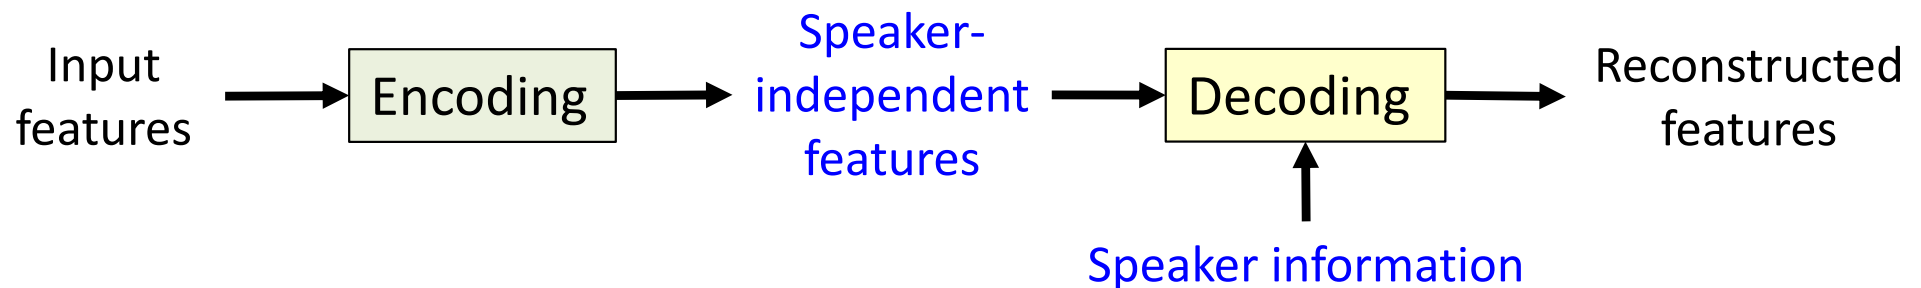 Input
features
Encoding
Speaker-
independent
features
Decoding
Reconstructed
features
Speaker information